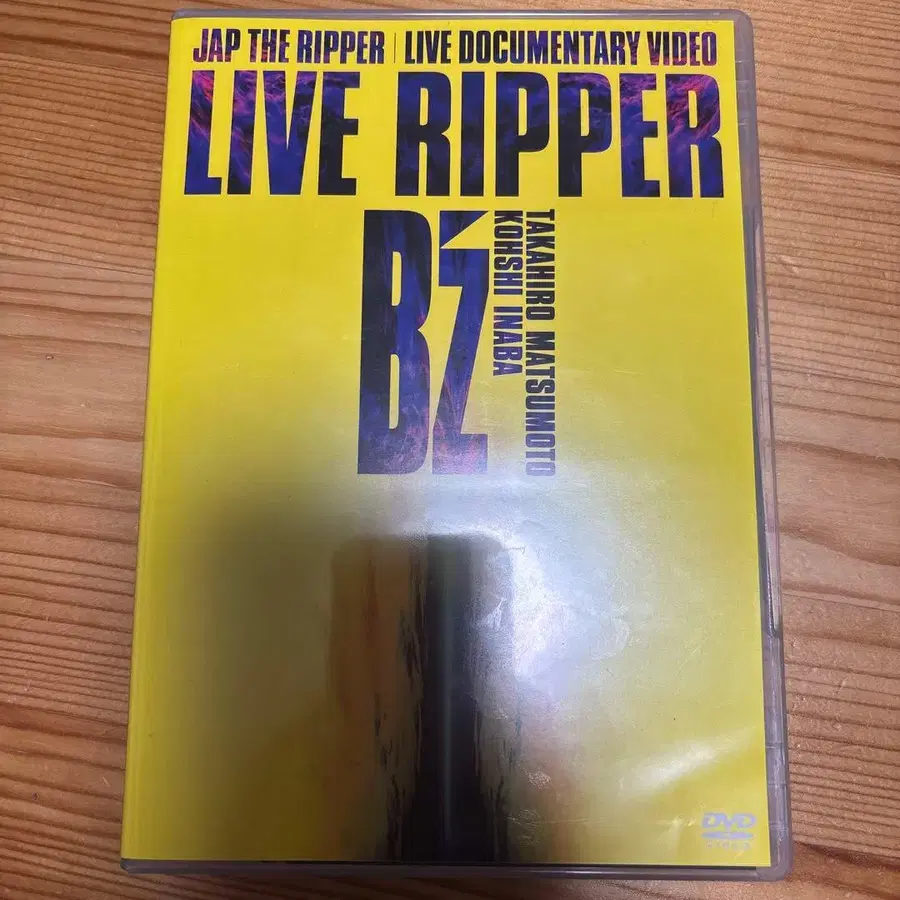 JAP THE RIPPER | LIVE DOCUMENTARY VIDEO
LIVE RIPPER
B'z
TAKAHIRO MATSUMOTO
KOHSHI INABA
DVD